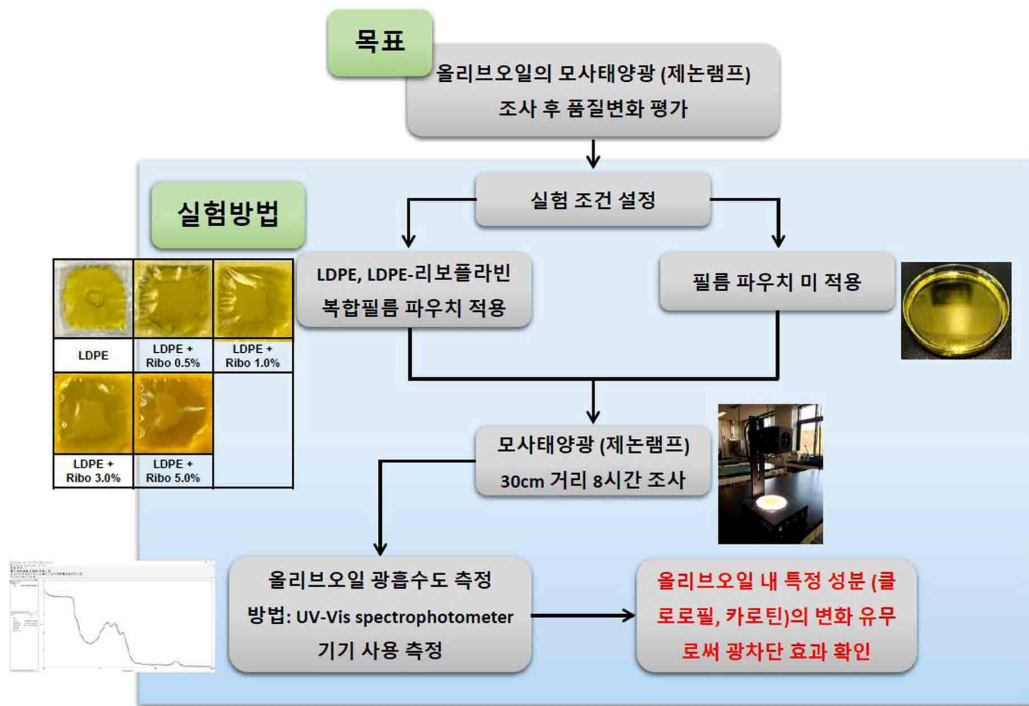 목표
올리브오일의 모사태양광 (제논램프)
조사 후 품질변화 평가
실험방법
실험 조건 설정
LDPE, LDPE-리보플라빈
복합필름 파우치 적용
필름 파우치 미 적용
LDPE
LDPE +
Ribo 0.5%
LDPE +
Ribo 1.0%
LDPE +
Ribo 3.0%
LDPE +
Ribo 5.0%
모사태양광 (제논램프)
30cm 거리 8시간 조사
올리브오일 광흡수도 측정
방법: UV-Vis spectrophotometer
기기 사용 측정
올리브오일 내 특정 성분 (클
로로필, 카로틴)의 변화 유무
로써 광차단 효과 확인